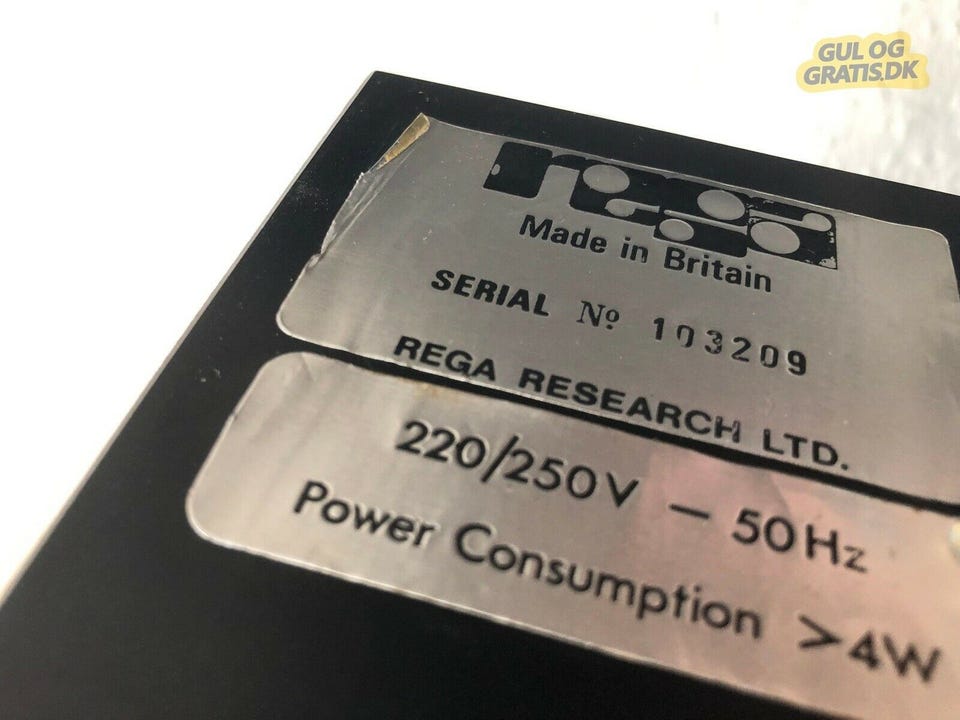 GUL OG
GRATIS.DK
rega
Made in Britain
SERIAL Nº 103209
REGA RESEARCH LTD.
220/250V – 50Hz
Power Consumption >4W